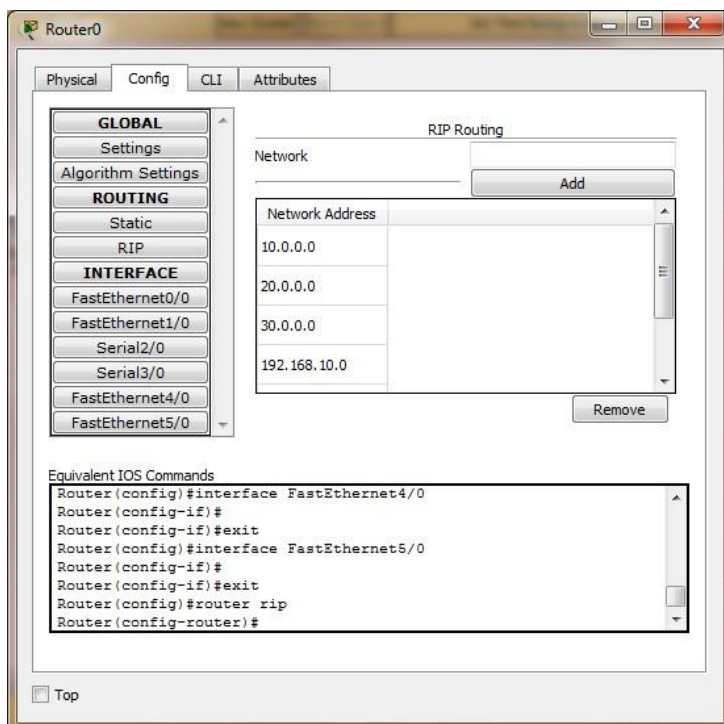 Router0
Physical Config CLI Attributes
GLOBAL
Settings
Algorithm Settings
ROUTING
Static
RIP
INTERFACE
FastEthernet0/0
FastEthernet1/0
Serial2/0
Serial3/0
FastEthernet4/0
FastEthernet5/0
RIP Routing
Network
Add
Network Address
10.0.0.0
20.0.0.0
30.0.0.0
192.168.10.0
Remove
Equivalent IOS Commands
Router(config)#interface FastEthernet4/0
Router(config-if)#
Router(config-if)#exit
Router(config)#interface FastEthernet5/0
Router(config-if)#
Router(config-if)#exit
Router(config)#router rip
Router(config-router)#
Top